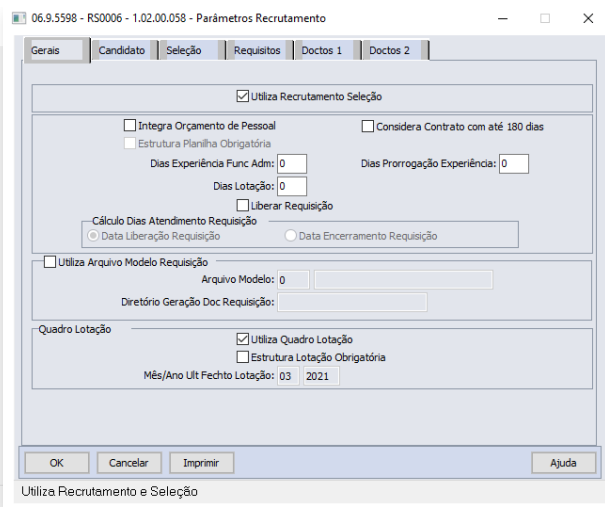 06.9.5598 - RS0006 - 1.02.00.058 - Parâmetros Recrutamento
Gerais Candidato Seleção Requisitos Doctos 1 Doctos 2
Utiliza Recrutamento Seleção
Integra Orçamento de Pessoal Considera Contrato com até 180 dias
Estrutura Planilha Obrigatória
Dias Experiência Func Adm: 0 Dias Prorrogação Experiência: 0
Dias Lotação: 0
Liberar Requisição
Cálculo Dias Atendimento Requisição
Data Liberação Requisição Data Encerramento Requisição
Utiliza Arquivo Modelo Requisição
Arquivo Modelo: 0
Diretório Geração Doc Requisição:
Quadro Lotação
Utiliza Quadro Lotação
Estrutura Lotação Obrigatória
Mês/Ano Ult Fechto Lotação: 03 2021
OK Cancelar Imprimir Ajuda
Utiliza Recrutamento e Seleção